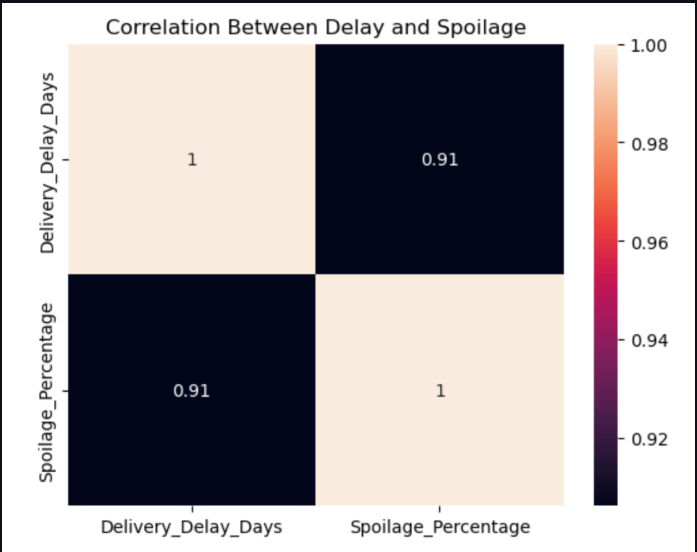 Correlation Between Delay and Spoilage
Delivery_Delay_Days
1
0.91
Spoilage_Percentage
0.91
1
Delivery_Delay_Days
Spoilage_Percentage
1.00
0.98
0.96
0.94
0.92